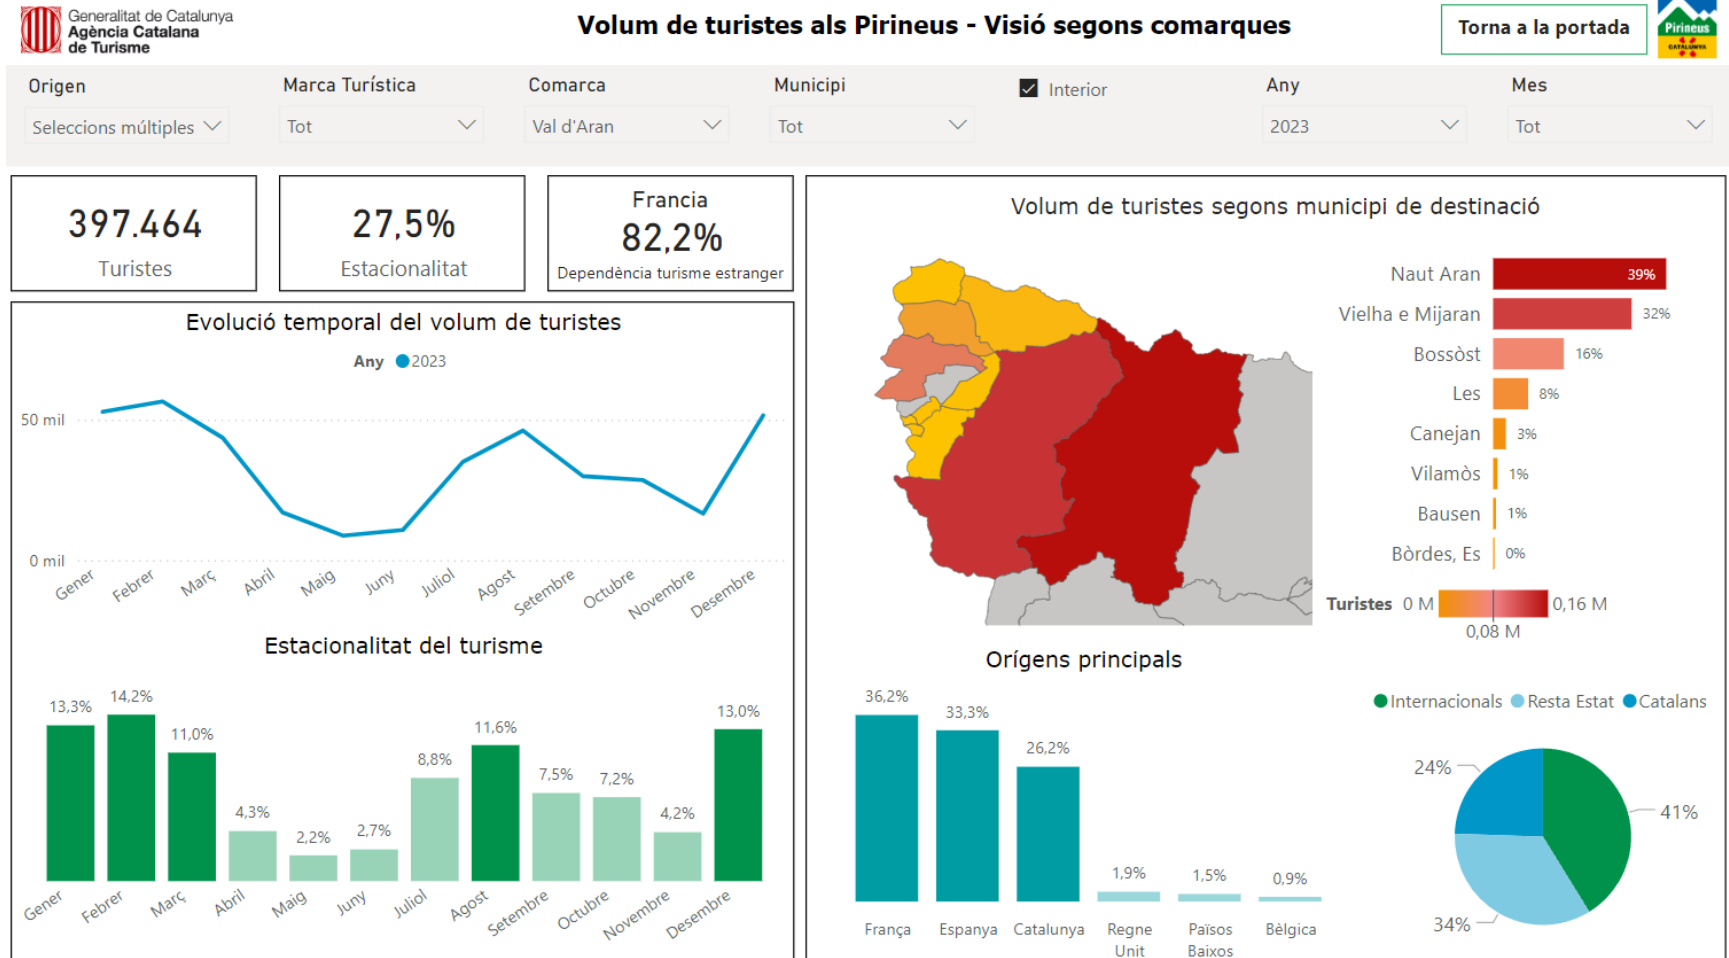 Generalitat de Catalunya
Agència Catalana
de Turisme
Volum de turistes als Pirineus - Visió segons comarques
Torna a la portada
Pirineus
CATALUNYA
Origen
Seleccions múltiples
Marca Turística
Tot
Comarca
Val d'Aran
Municipi
Tot
Interior
Any
2023
Mes
Tot
397.464
Turistes
27,5%
Estacionalitat
Francia
82,2%
Dependència turisme estranger
Evolució temporal del volum de turistes
Any 2023
50 mil
0 mil
Gener Febrer Març Abril Maig Juny Juliol Agost Setembre Octubre Novembre Desembre
Estacionalitat del turisme
13,3% 14,2% 11,0% 4,3% 2,2% 2,7% 8,8% 11,6% 7,5% 7,2% 4,2% 13,0%
Gener Febrer Març Abril Maig Juny Juliol Agost Setembre Octubre Novembre Desembre
Volum de turistes segons municipi de destinació
Naut Aran 39%
Vielha e Mijaran 32%
Bossòst 16%
Les 8%
Canejan 3%
Vilamòs 1%
Bausen 1%
Bòrdes, Es 0%
Turistes 0 M 0,16 M
0,08 M
Orígens principals
36,2% 33,3% 26,2% 1,9% 1,5% 0,9%
França Espanya Catalunya Regne Països Bèlgica
Unit Baixos
Internacionals Resta Estat Catalans
24%
41%
34%